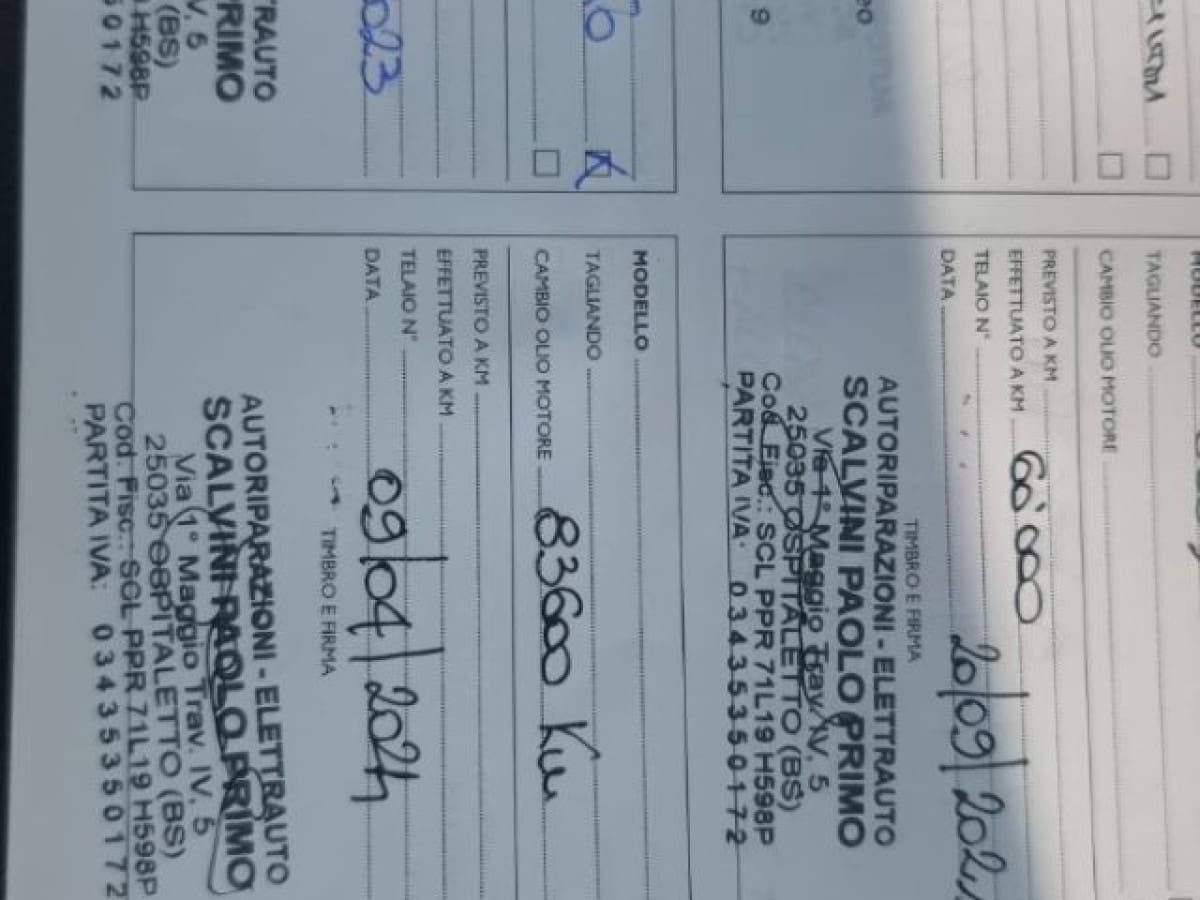 MODELLO
TAGLIANDO
CAMBIO OLIO MOTORE
PREVISTO A KM
EFFETTUATO A KM 60'000
TELAIO N°
DATA 20/09/202
TIMBRO E FIRMA
AUTORIPARAZIONI - ELETTRAUTO
SCALVINI PAOLO PRIMO
Via 1° Maggio Trav. IV, 5
25035 OSPITALETTO (BS)
Cod. Fisc.: SCL PPR 71L19 H598P
PARTITA IVA: 03435350172
9
023
TRAUTO
PRIMO
V, 5
(BS)
H598P
50172
MODELLO
TAGLIANDO
CAMBIO OLIO MOTORE 83600 Km
PREVISTO A KM
EFFETTUATO A KM
TELAIO N°
DATA 09/04/2024
TIMBRO E FIRMA
AUTORIPARAZIONI - ELETTRAUTO
SCALVINI PAOLO PRIMO
Via 1° Maggio Trav. IV, 5
25035 OSPITALETTO (BS)
Cod. Fisc.: SCL PPR 71L19 H598P
PARTITA IVA: 03435350172